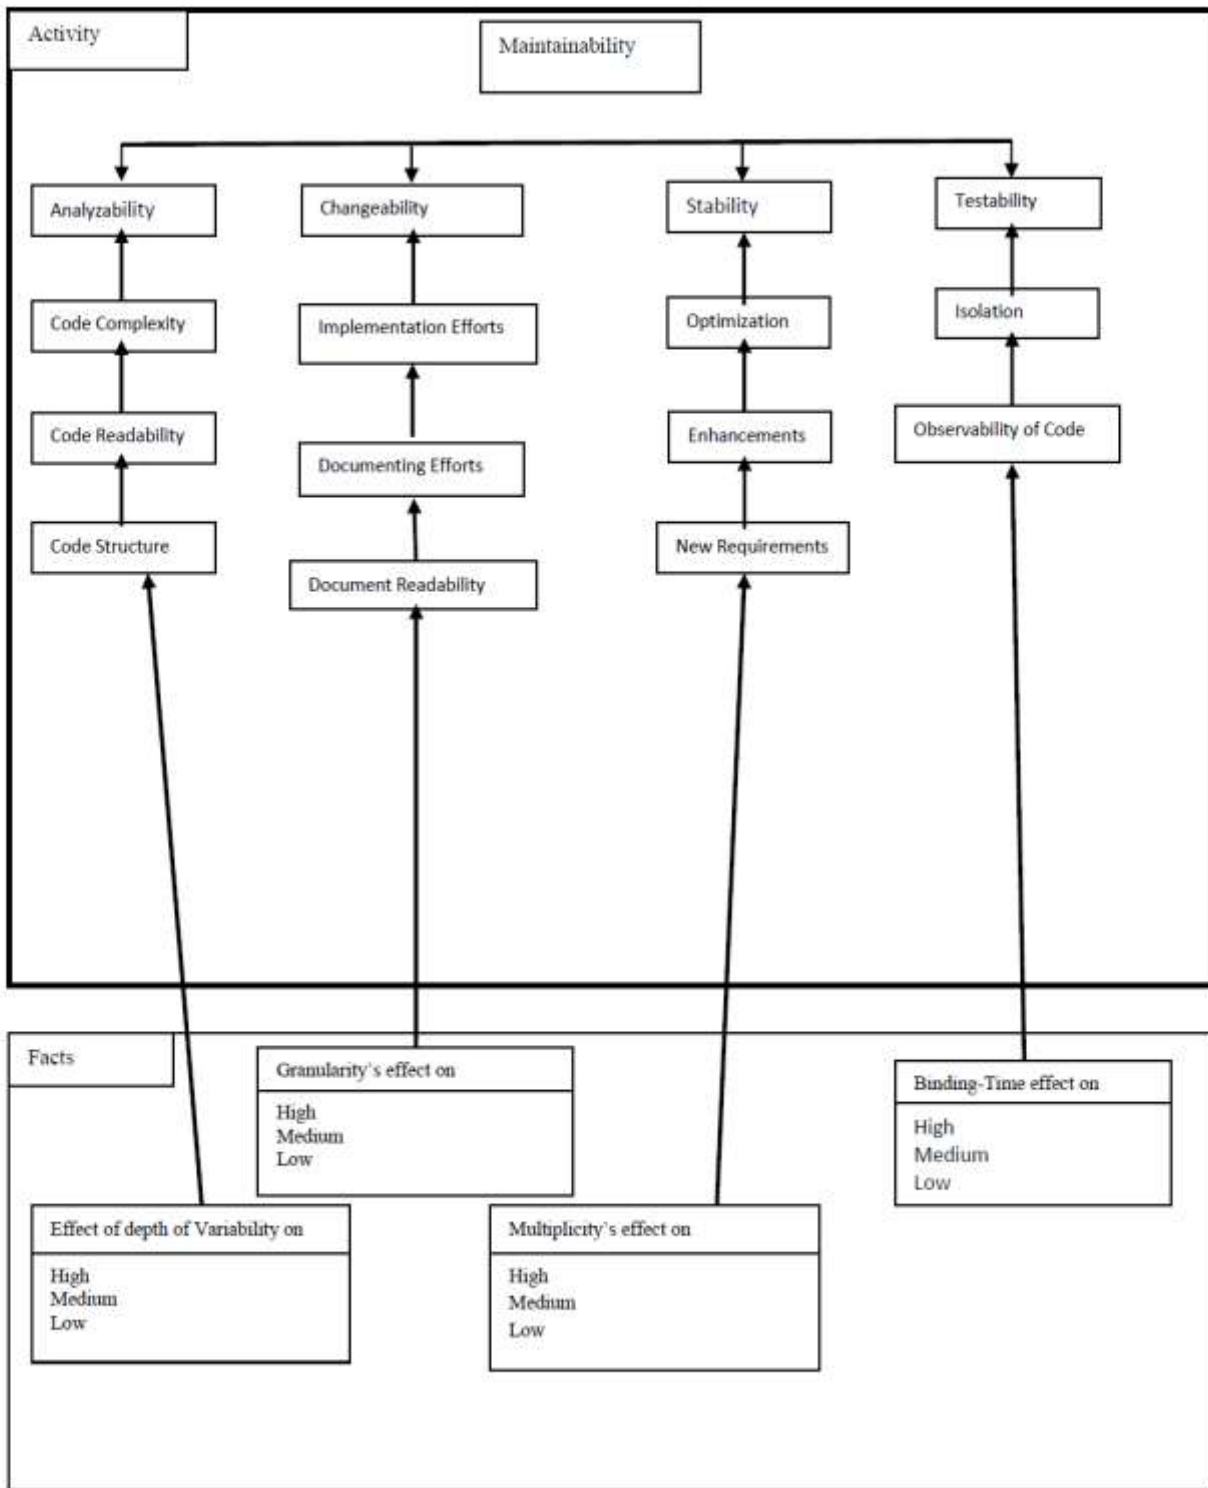 Activity
Maintainability
Analyzability
Changeability
Stability
Testability
Code Complexity
Implementation Efforts
Optimization
Isolation
Code Readability
Documenting Efforts
Enhancements
Observability of Code
Code Structure
Document Readability
New Requirements
Facts
Granularity's effect on
High
Medium
Low
Binding-Time effect on
High
Medium
Low
Effect of depth of Variability on
High
Medium
Low
Multiplicity's effect on
High
Medium
Low